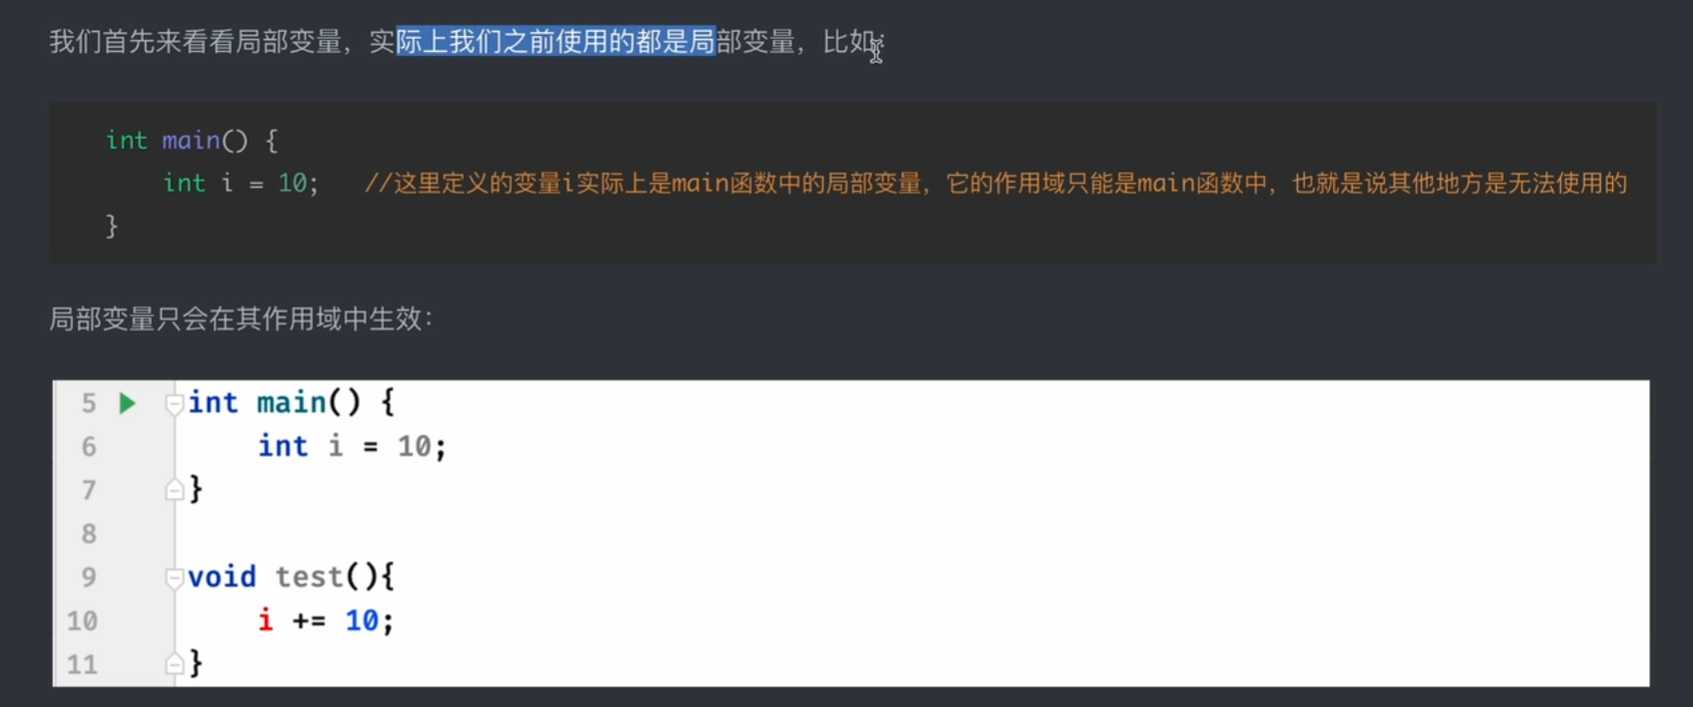 我们首先来看看局部变量，实际上我们之前使用的都是局部变量，比如：
int main() {
    int i = 10;   //这里定义的变量i实际上是main函数中的局部变量，它的作用域只能是main函数中，也就是说其他地方是无法使用的
}
局部变量只会在其作用域中生效：
5 int main() {
6     int i = 10;
7 }
8
9 void test(){
10     i += 10;
11 }